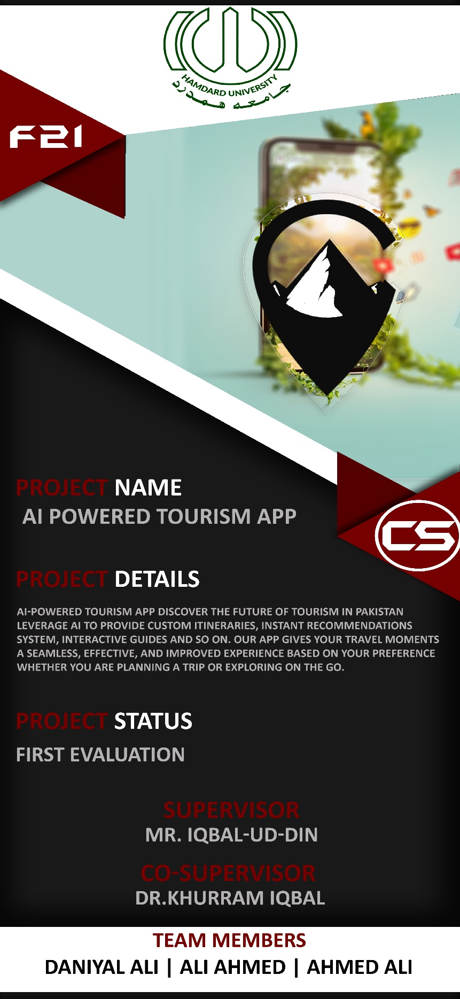 HAMDARD UNIVERSITY
جامعه همدرد
F21
PROJECT NAME
AI POWERED TOURISM APP
CS
PROJECT DETAILS
AI-POWERED TOURISM APP DISCOVER THE FUTURE OF TOURISM IN PAKISTAN
LEVERAGE AI TO PROVIDE CUSTOM ITINERARIES, INSTANT RECOMMENDATIONS
SYSTEM, INTERACTIVE GUIDES AND SO ON. OUR APP GIVES YOUR TRAVEL MOMENTS
A SEAMLESS, EFFECTIVE, AND IMPROVED EXPERIENCE BASED ON YOUR PREFERENCE
WHETHER YOU ARE PLANNING A TRIP OR EXPLORING ON THE GO.
PROJECT STATUS
FIRST EVALUATION
SUPERVISOR
MR. IQBAL-UD-DIN
CO-SUPERVISOR
DR.KHURRAM IQBAL
TEAM MEMBERS
DANIYAL ALI | ALI AHMED | AHMED ALI